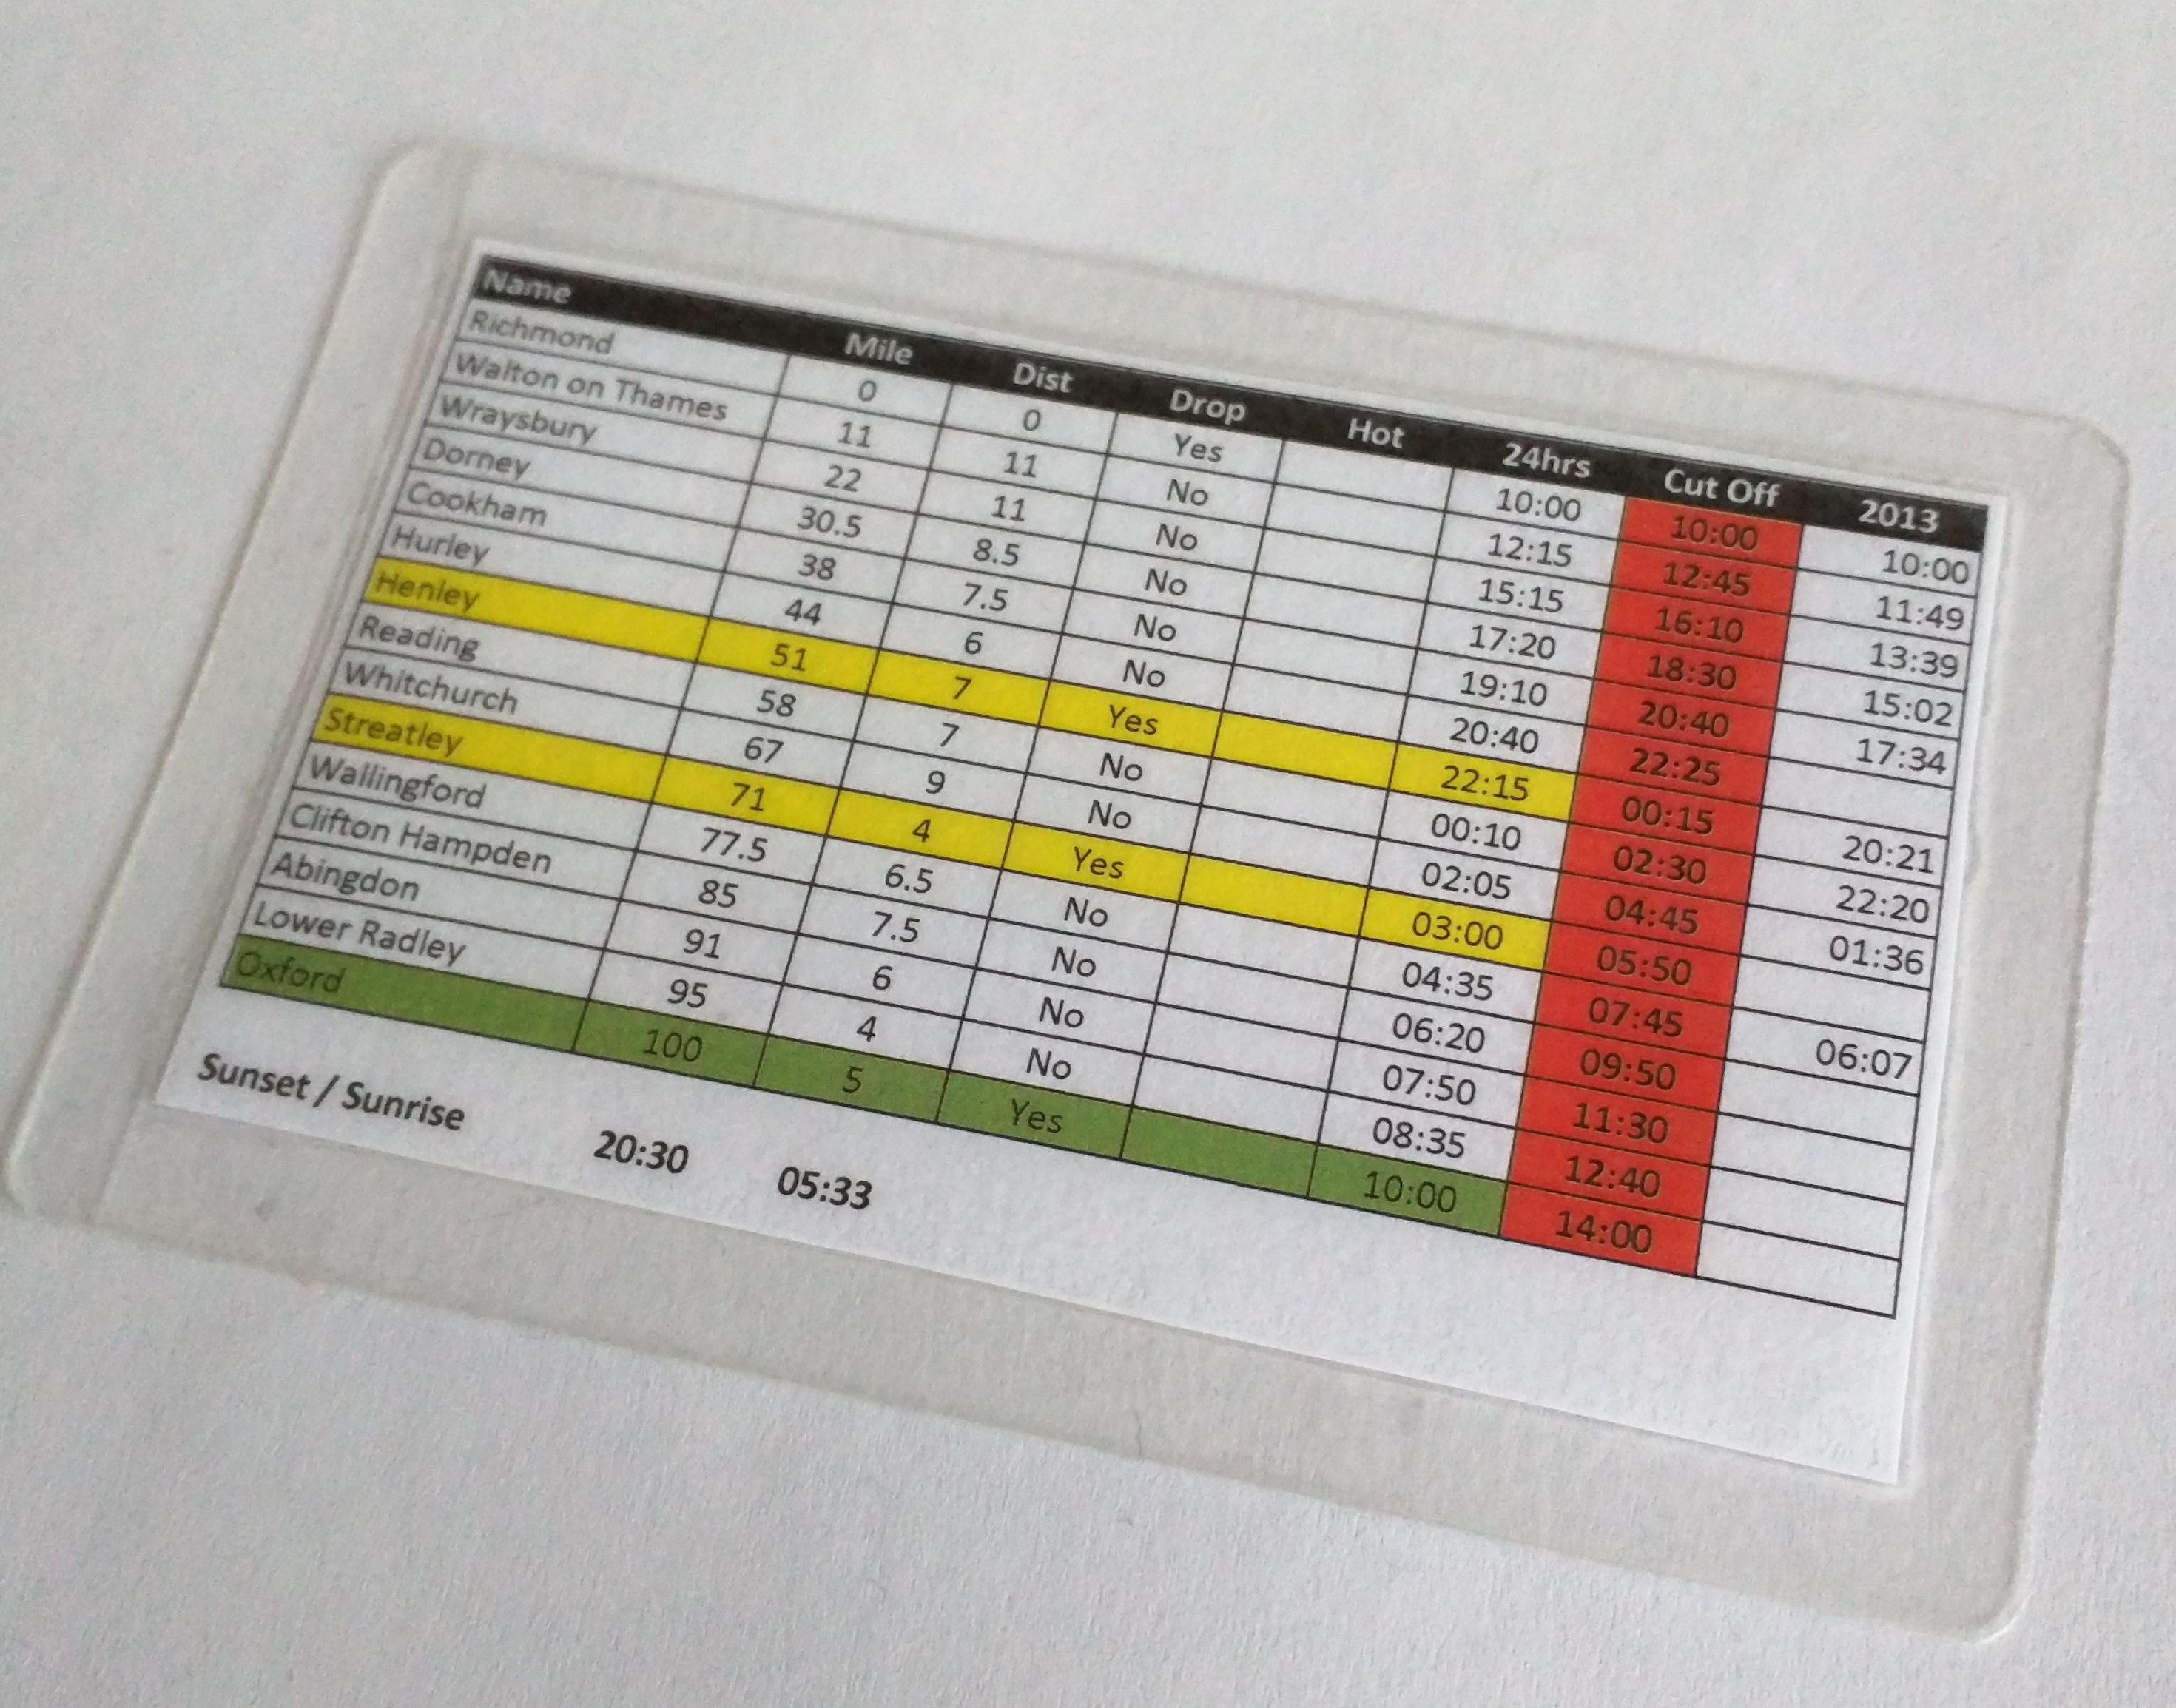 Name Mile Dist Drop Hot 24hrs Cut Off 2013
Richmond 0 0 Yes 10:00 10:00 10:00
Walton on Thames 11 11 No 12:15 12:45 11:49
Wraysbury 22 11 No 15:15 16:10 13:39
Dorney 30.5 8.5 No 17:20 18:30 15:02
Cookham 38 7.5 No 19:10 20:40 17:34
Hurley 44 6 No 20:40 22:25
Henley 51 7 Yes 22:15 00:15 20:21
Reading 58 7 No 00:10 02:30 22:20
Whitchurch 67 9 No 02:05 04:45 01:36
Streatley 71 4 Yes 03:00 05:50
Wallingford 77.5 6.5 No 04:35 07:45 06:07
Clifton Hampden 85 7.5 No 06:20 09:50
Abingdon 91 6 No 07:50 11:30
Lower Radley 95 4 No 08:35 12:40
Oxford 100 5 Yes 10:00 14:00
Sunset / Sunrise 20:30 05:33